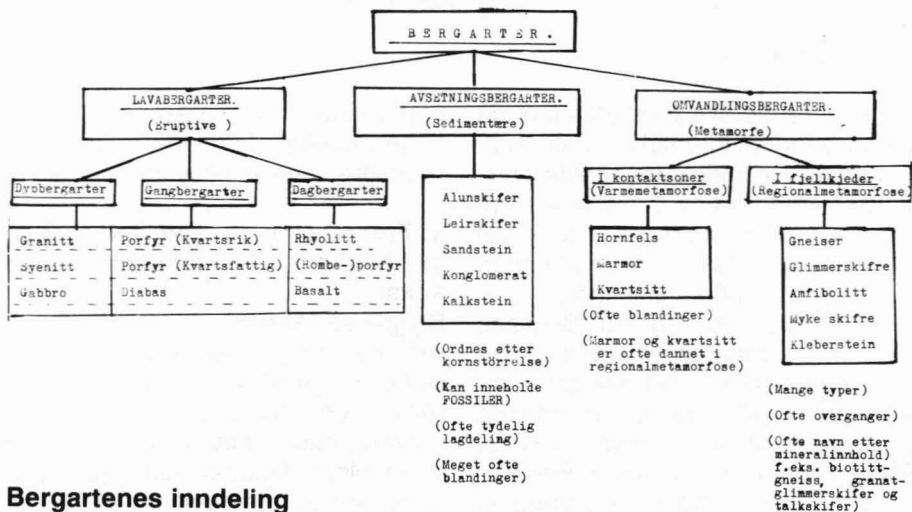 BERGARTER.
LAVABERGARTER.
(Eruptive )
AVSETNINGSBERGARTER.
(Sedimentære)
OMVANDLINGSBERGARTER.
(Metamorfe)
Dypbergarter
Gangbergarter
Dagbergarter
I kontaktsoner
(Varmemetamorfose)
I fjellkjeder
(Regionalmetamorfose)
Granitt
Porfyr (Kvartsrik)
Rhyolitt
Syenitt
Porfyr (Kvartsfattig)
(Rombe-)porfyr
Gabbro
Diabas
Basalt
Alunskifer
Leirskifer
Sandstein
Konglomerat
Kalkstein
(Ordnes etter
kornstörrelse)
(Kan inneholde
FOSSILER)
(Ofte tydelig
lagdeling)
(Meget ofte
blandinger)
Hornfels
Marmor
Kvartsitt
(Ofte blandinger)
(Marmor og kvartsitt
er ofte dannet i
regionalmetamorfose)
Gneiser
Glimmerskifre
Amfibolitt
Myke skifre
Kleberstein
(Mange typer)
(Ofte overganger)
(Ofte navn etter
mineralinnhold)
f.eks. biotitt-
gneiss, granat-
glimmerskifer og
talkskifer)
Bergartenes inndeling